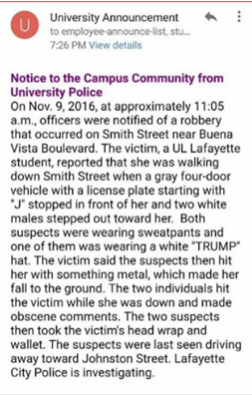 U
University Announcement
to employee-announce-list, stu...
7:26 PM View details
Notice to the Campus Community from
University Police
On Nov. 9, 2016, at approximately 11:05
a.m., officers were notified of a robbery
that occurred on Smith Street near Buena
Vista Boulevard. The victim, a UL Lafayette
student, reported that she was walking
down Smith Street when a gray four-door
vehicle with a license plate starting with
"J" stopped in front of her and two white
males stepped out toward her. Both
suspects were wearing sweatpants and
one of them was wearing a white "TRUMP"
hat. The victim said the suspects then hit
her with something metal, which made her
fall to the ground. The two individuals hit
the victim while she was down and made
obscene comments. The two suspects
then took the victim's head wrap and
wallet. The suspects were last seen driving
away toward Johnston Street. Lafayette
City Police is investigating.